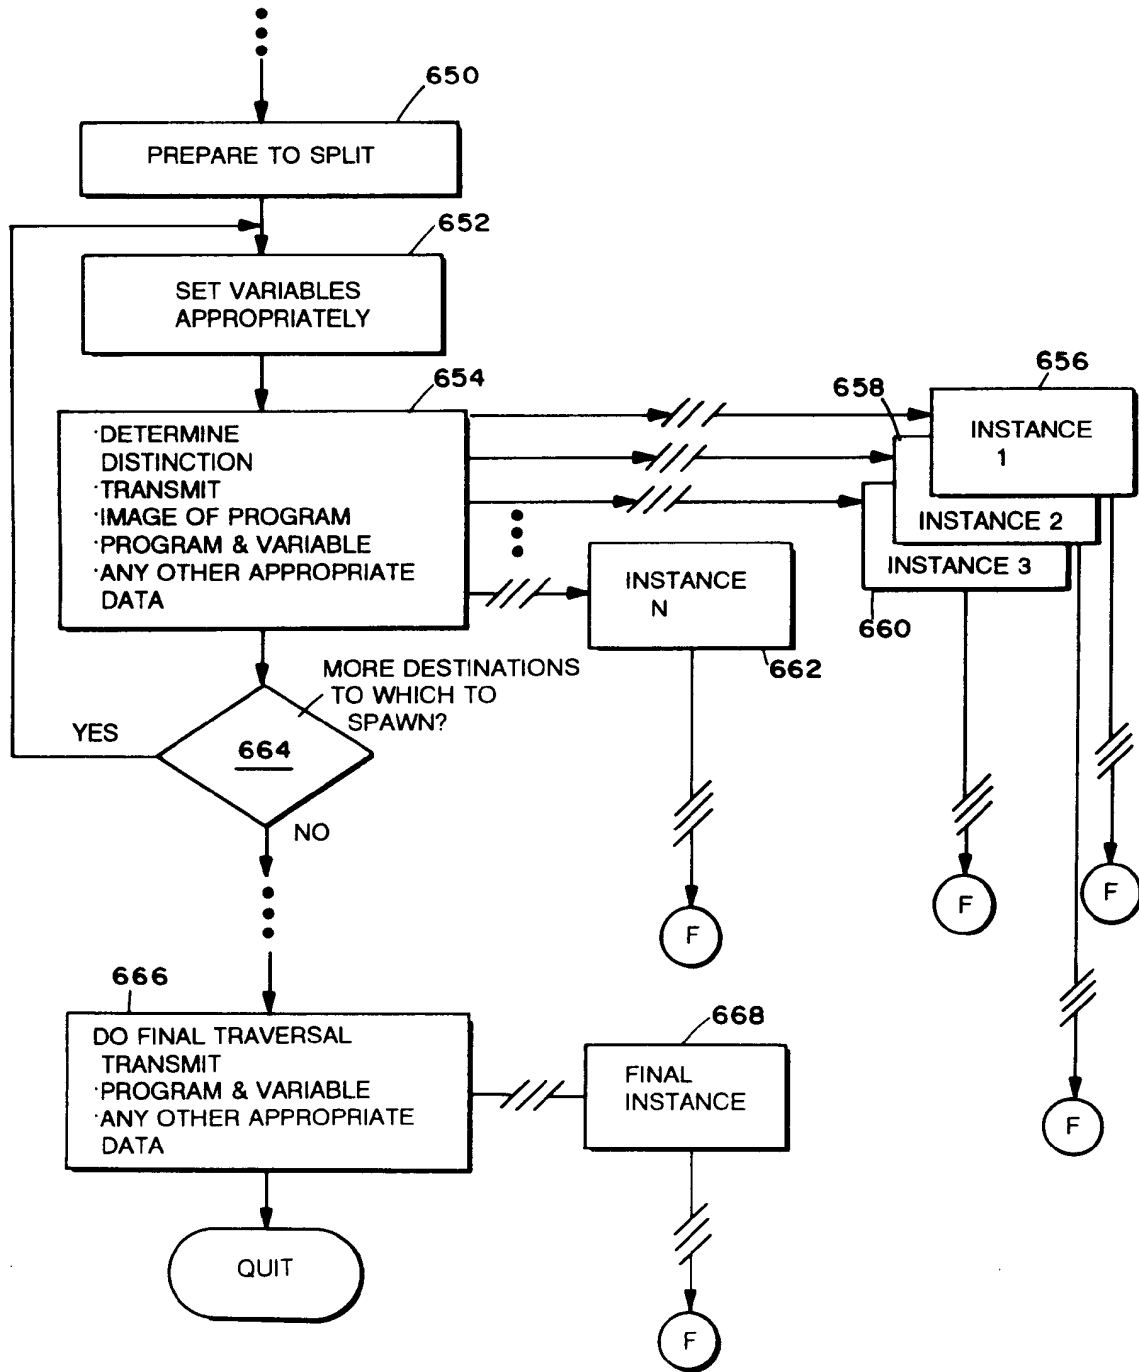 650
PREPARE TO SPLIT
652
SET VARIABLES
APPROPRIATELY
654
·DETERMINE
DISTINCTION
·TRANSMIT
·IMAGE OF PROGRAM
·PROGRAM & VARIABLE
·ANY OTHER APPROPRIATE
DATA
656
INSTANCE
1
658
INSTANCE 2
INSTANCE 3
660
INSTANCE
N
662
MORE DESTINATIONS
TO WHICH TO
SPAWN?
YES
664
NO
F
F
F
F
666
DO FINAL TRAVERSAL
TRANSMIT
·PROGRAM & VARIABLE
·ANY OTHER APPROPRIATE
DATA
668
FINAL
INSTANCE
QUIT
F